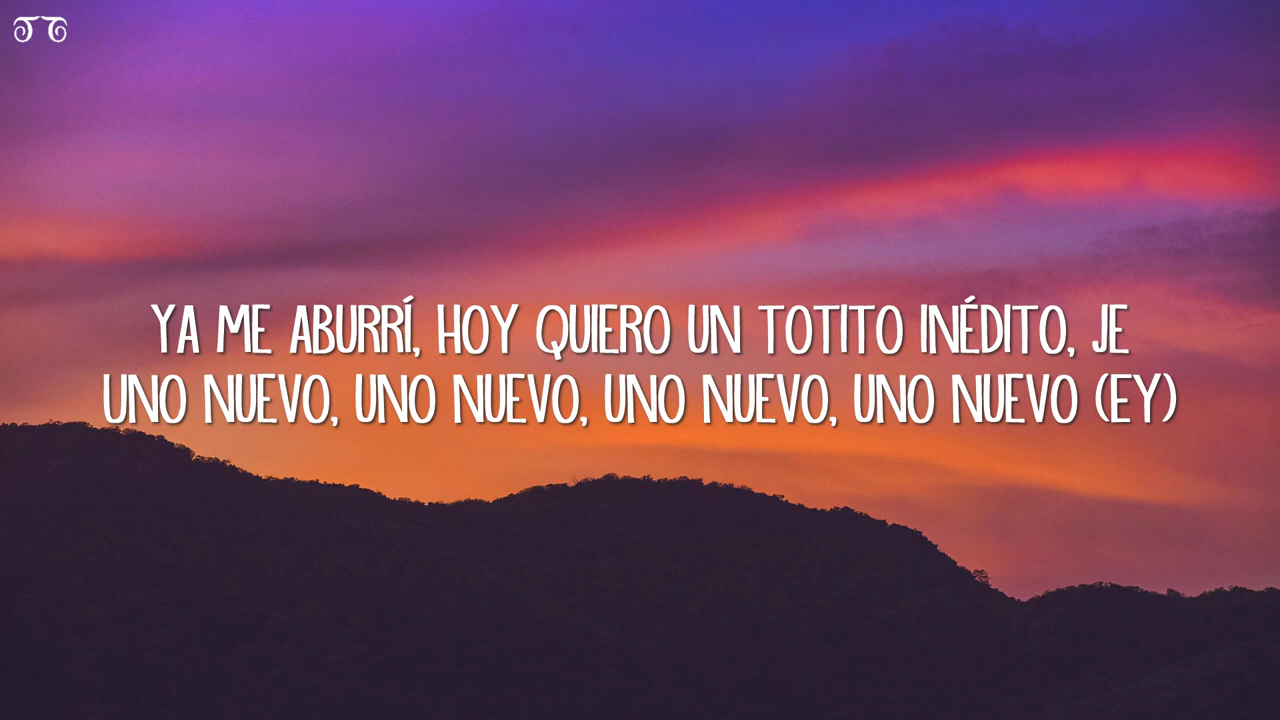 YA ME ABURRÍ, HOY QUIERO UN TOTITO INÉDITO, JE
UNO NUEVO, UNO NUEVO, UNO NUEVO, UNO NUEVO (EY)